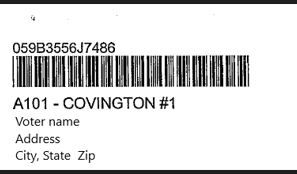 059B3556J7486
A101 - COVINGTON #1
Voter name
Address
City, State Zip